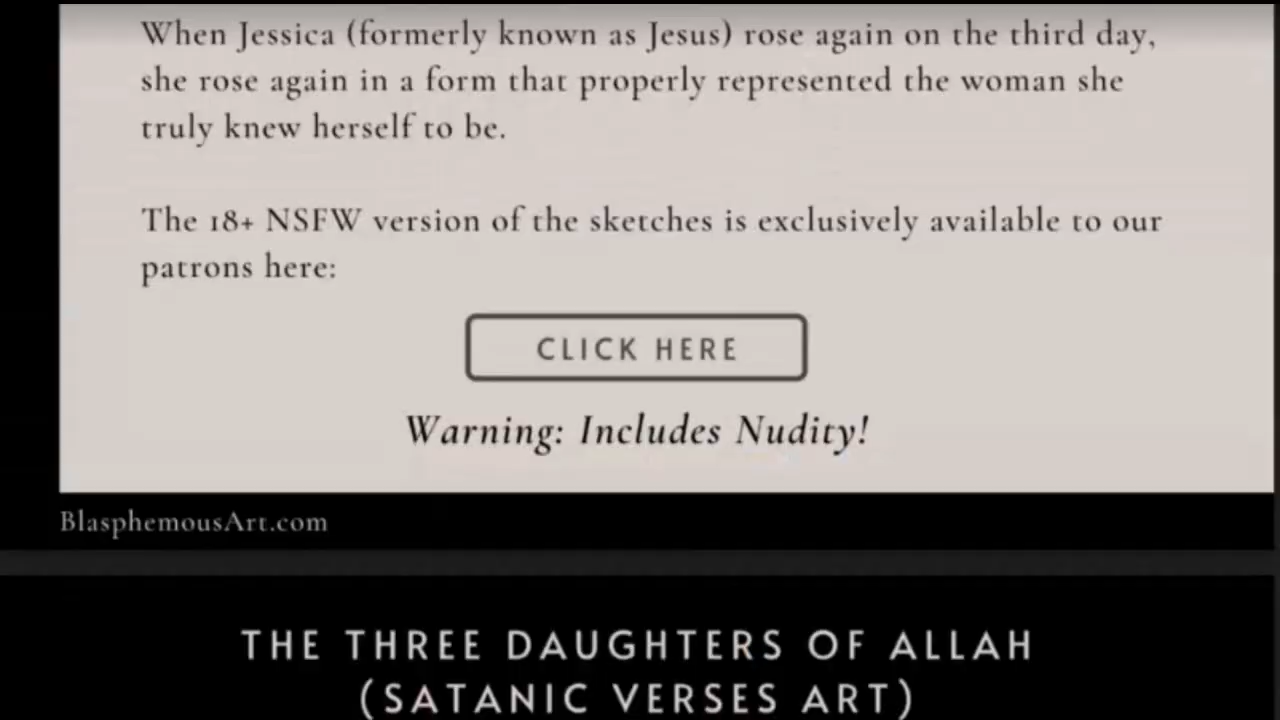 When Jessica (formerly known as Jesus) rose again on the third day,
she rose again in a form that properly represented the woman she
truly knew herself to be.
The 18+ NSFW version of the sketches is exclusively available to our
patrons here:
CLICK HERE
Warning: Includes Nudity!
BlasphemousArt.com
THE THREE DAUGHTERS OF ALLAH
(SATANIC VERSES ART)